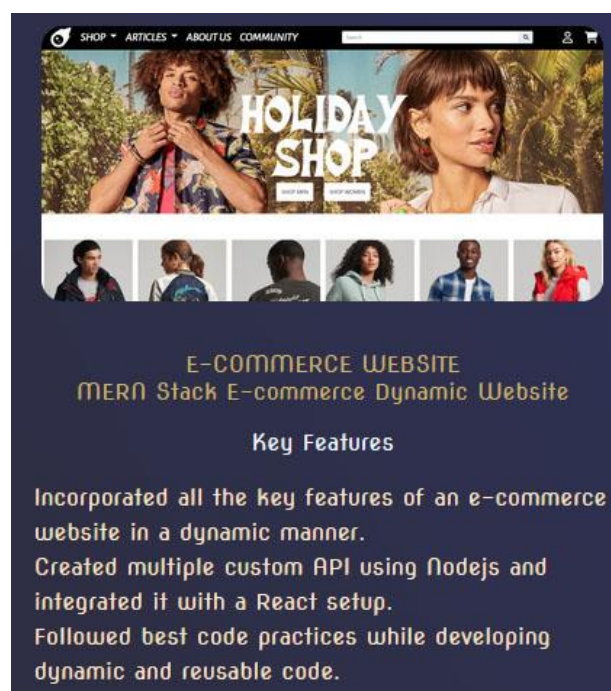 SHOP ARTICLES ABOUT US COMMUNITY
Search
HOLIDAY
SHOP
SHOP MEN SHOP WOMEN
E-COMMERCE WEBSITE
MERN Stack E-commerce Dynamic Website
Key Features
Incorporated all the key features of an e-commerce
website in a dynamic manner.
Created multiple custom API using Nodejs and
integrated it with a React setup.
Followed best code practices while developing
dynamic and reusable code.